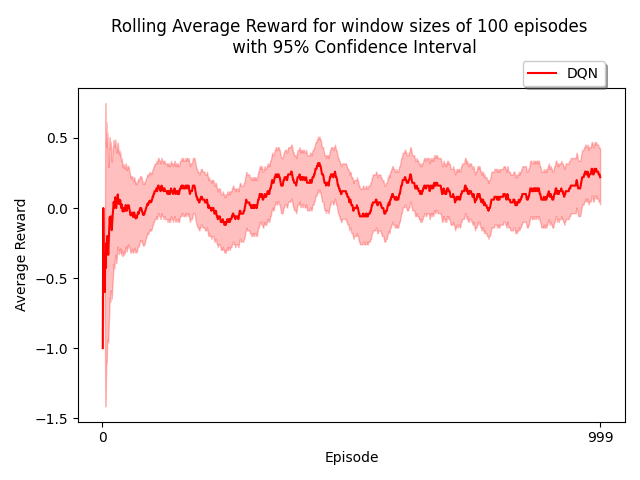 Rolling Average Reward for window sizes of 100 episodes
with 95% Confidence Interval
DQN
0.5
0.0
−0.5
−1.0
−1.5
Average Reward
0
999
Episode